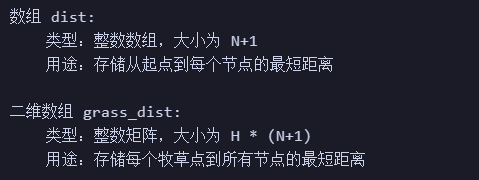 数组 dist:
类型: 整数数组，大小为 N+1
用途: 存储从起点到每个节点的最短距离
二维数组 grass_dist:
类型: 整数矩阵，大小为 H * (N+1)
用途: 存储每个牧草点到所有节点的最短距离